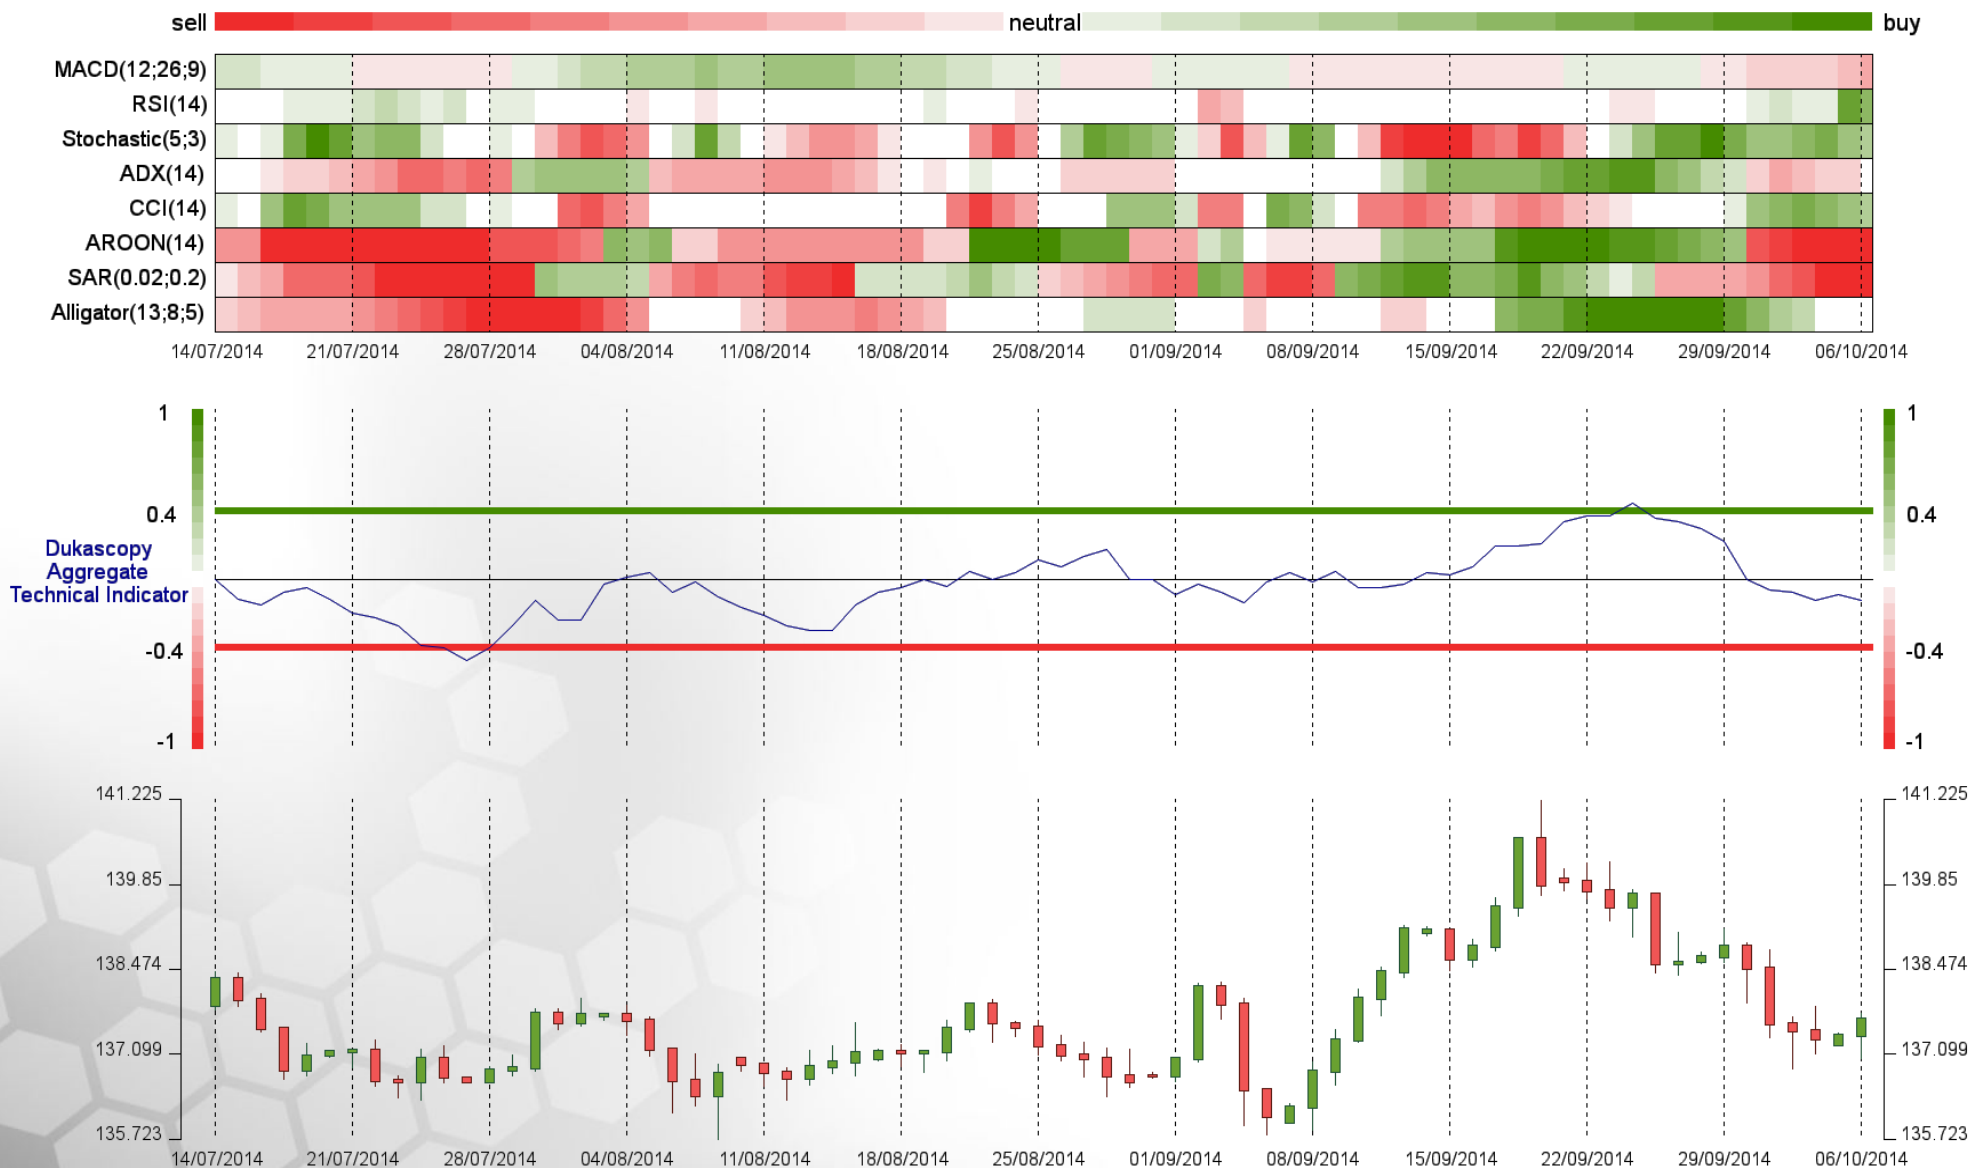 sell neutral buy
MACD(12;26;9)
RSI(14)
Stochastic(5;3)
ADX(14)
CCI(14)
AROON(14)
SAR(0.02;0.2)
Alligator(13;8;5)
14/07/2014 21/07/2014 28/07/2014 04/08/2014 11/08/2014 18/08/2014 25/08/2014 01/09/2014 08/09/2014 15/09/2014 22/09/2014 29/09/2014 06/10/2014
1 1
0.4 0.4
Dukascopy
Aggregate
Technical Indicator
-0.4 -0.4
-1 -1
141.225 141.225
139.85 139.85
138.474 138.474
137.099 137.099
135.723 135.723
14/07/2014 21/07/2014 28/07/2014 04/08/2014 11/08/2014 18/08/2014 25/08/2014 01/09/2014 08/09/2014 15/09/2014 22/09/2014 29/09/2014 06/10/2014